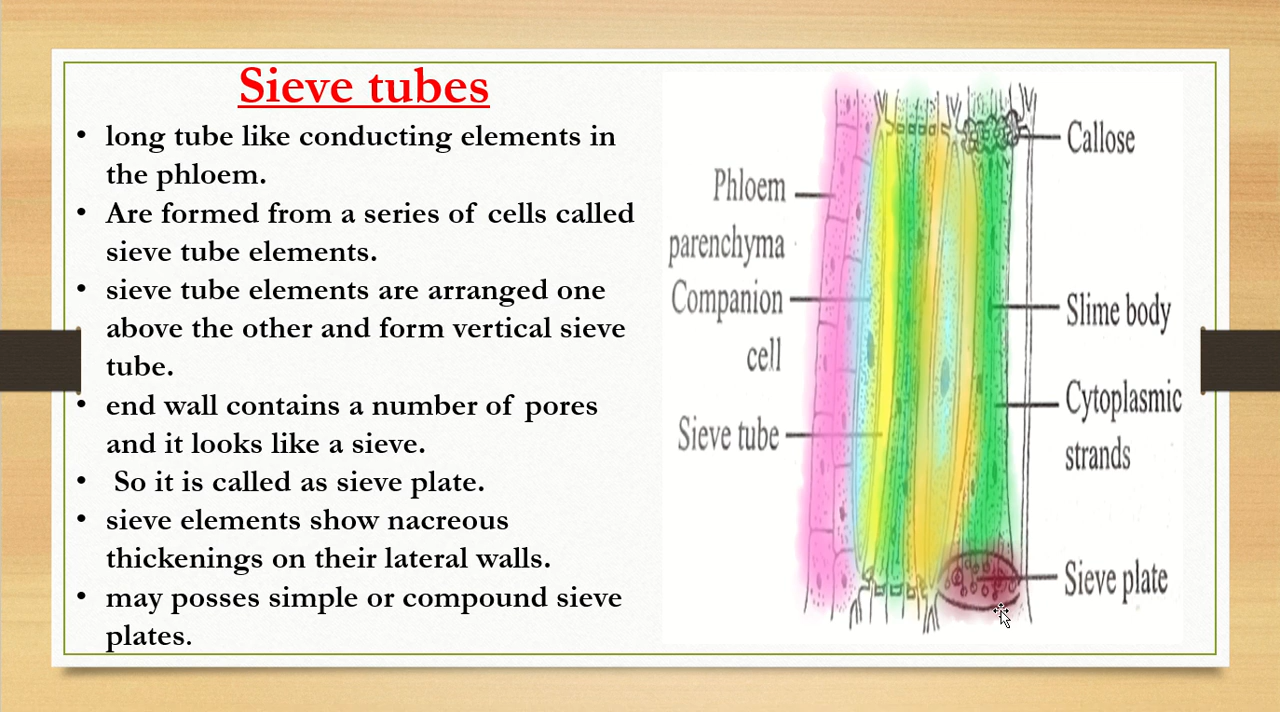 Sieve tubes
• long tube like conducting elements in
the phloem.
• Are formed from a series of cells called
sieve tube elements.
• sieve tube elements are arranged one
above the other and form vertical sieve
tube.
• end wall contains a number of pores
and it looks like a sieve.
• So it is called as sieve plate.
• sieve elements show nacreous
thickenings on their lateral walls.
• may posses simple or compound sieve
plates.
Phloem
parenchyma
Companion
cell
Sieve tube
Callose
Slime body
Cytoplasmic
strands
Sieve plate